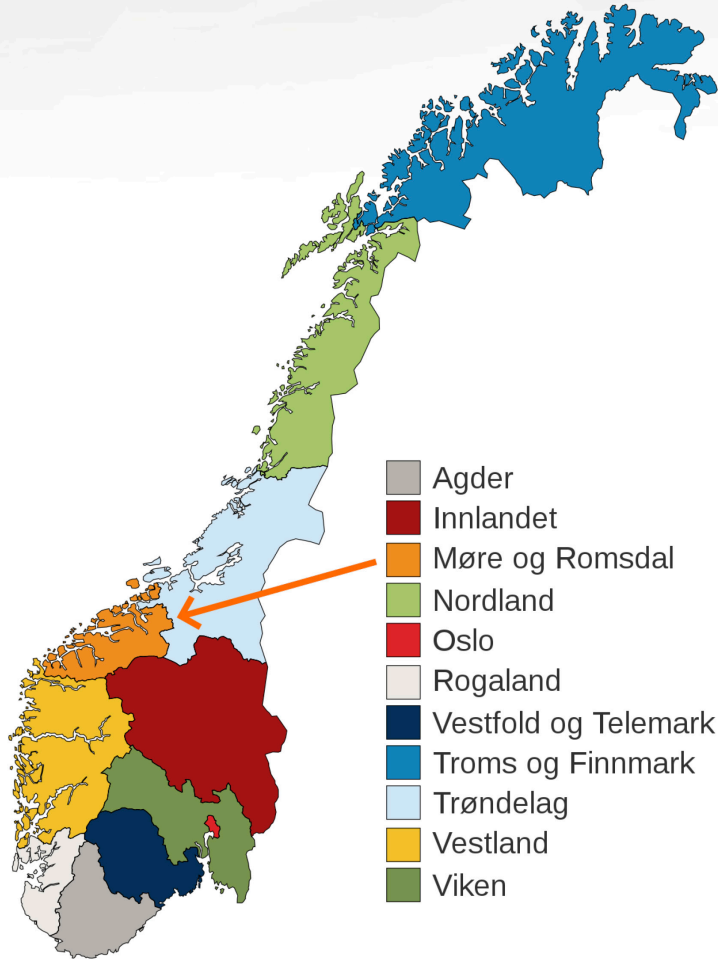 Agder
Innlandet
Møre og Romsdal
Nordland
Oslo
Rogaland
Vestfold og Telemark
Troms og Finnmark
Trøndelag
Vestland
Viken